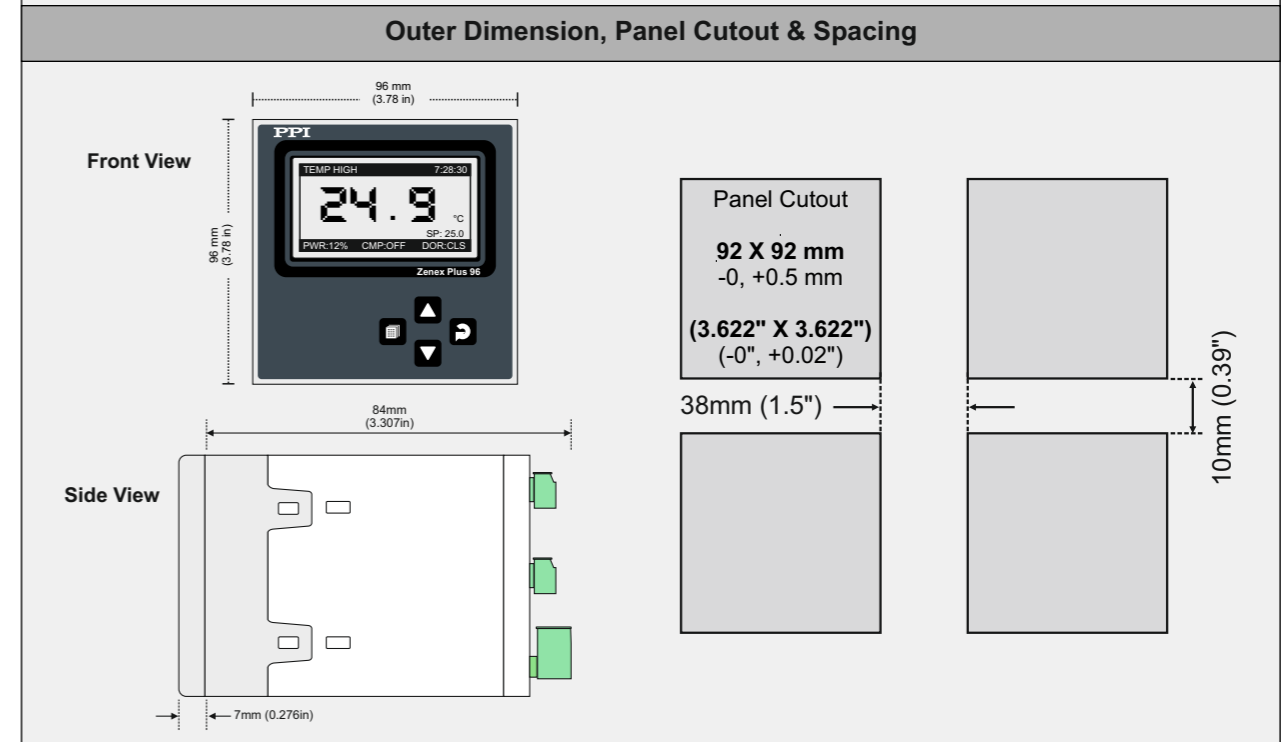 Outer Dimension, Panel Cutout & Spacing
96 mm
(3.78 in)
Front View
96 mm
(3.78 in)
PPI
TEMP HIGH 7:28:30
24.9 °C
SP: 25.0
PWR:12% CMP:OFF DOR:CLS
Zenex Plus 96
84mm
(3.307in)
Side View
7mm (0.276in)
Panel Cutout
92 X 92 mm
-0, +0.5 mm
(3.622" X 3.622")
(-0", +0.02")
38mm (1.5")
10mm (0.39")